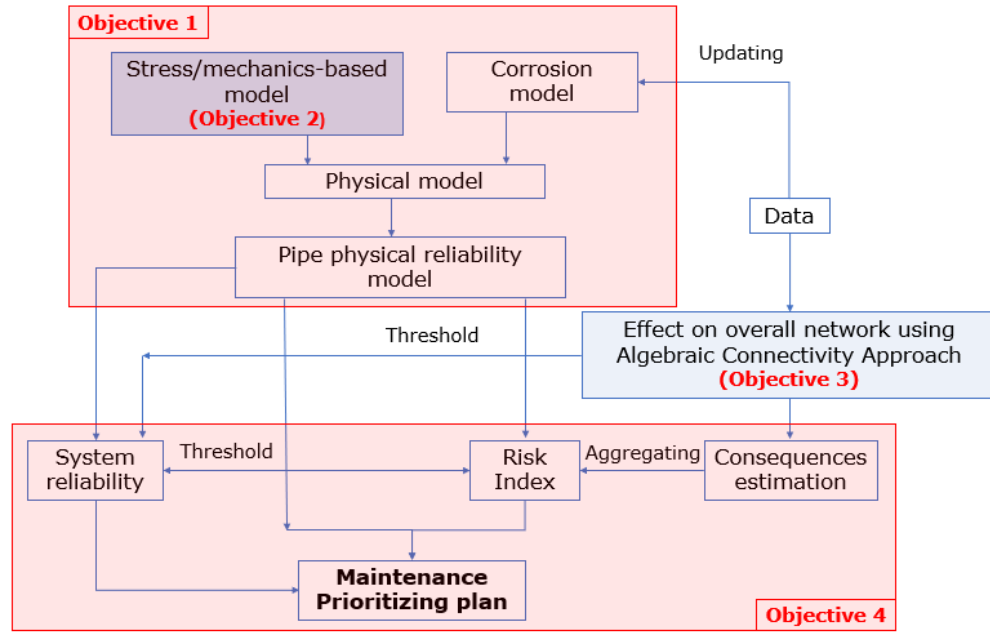 Objective 1
Stress/mechanics-based
model
(Objective 2)
Corrosion
model
Updating
Physical model
Data
Pipe physical reliability
model
Threshold
Effect on overall network using
Algebraic Connectivity Approach
(Objective 3)
System
reliability
Threshold
Risk
Index
Aggregating
Consequences
estimation
Maintenance
Prioritizing plan
Objective 4